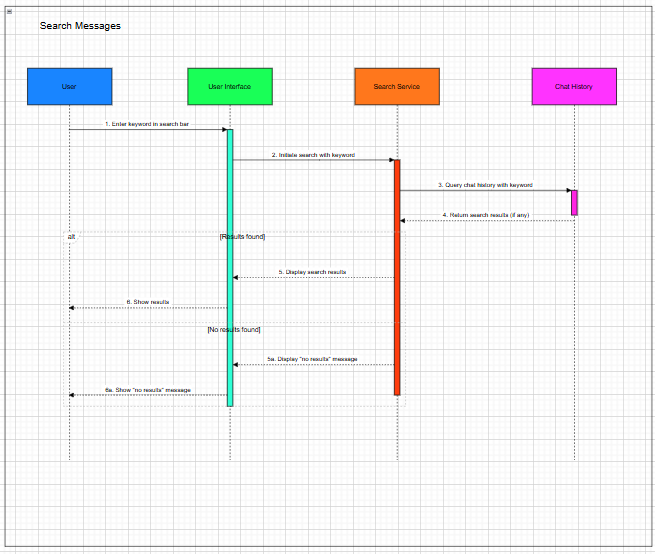 Search Messages
User
User Interface
Search Service
Chat History
1. Enter keyword in search bar
2. Initiate search with keyword
3. Query chat history with keyword
4. Return search results (if any)
alt
[Results found]
5. Display search results
6. Show results
[No results found]
5a. Display "no results" message
6a. Show "no results" message